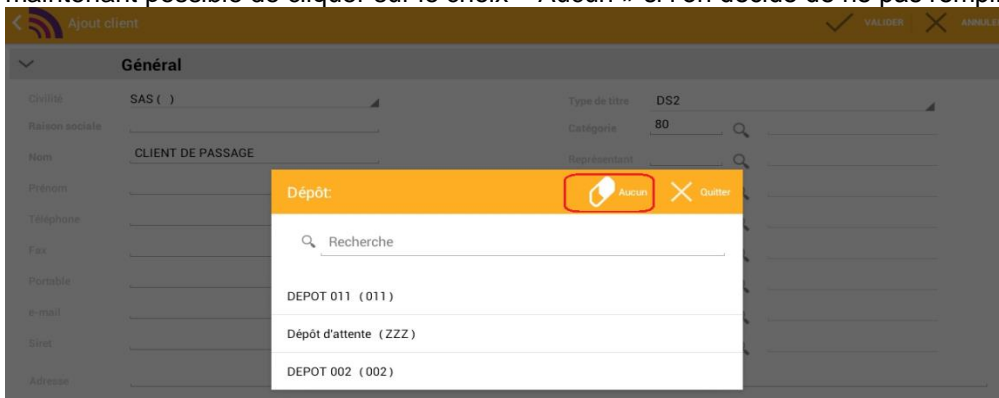 maintenant possible de cliquer sur le choix « Aucun » si l'on décide de ne pas
Ajout client
VALIDER
ANNULER
Général
Civilité SAS ( ) Type de titre DS2
Raison sociale Catégorie 80
Nom CLIENT DE PASSAGE Représentant
Prénom
Téléphone
Fax
Portable
e-mail
Siret
Adresse
Dépôt: Aucun Quitter
Recherche
DEPOT 011 (011)
Dépôt d'attente (ZZZ)
DEPOT 002 (002)